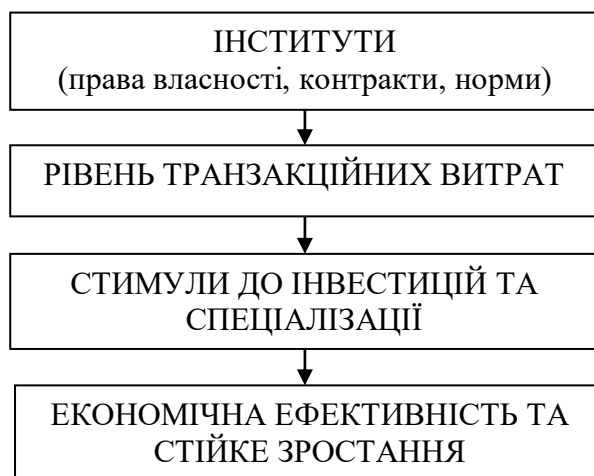 ІНСТИТУТИ
(права власності, контракти, норми)
РІВЕНЬ ТРАНЗАКЦІЙНИХ ВИТРАТ
СТИМУЛИ ДО ІНВЕСТИЦІЙ ТА
СПЕЦІАЛІЗАЦІЇ
ЕКОНОМІЧНА ЕФЕКТИВНІСТЬ ТА
СТІЙКЕ ЗРОСТАННЯ